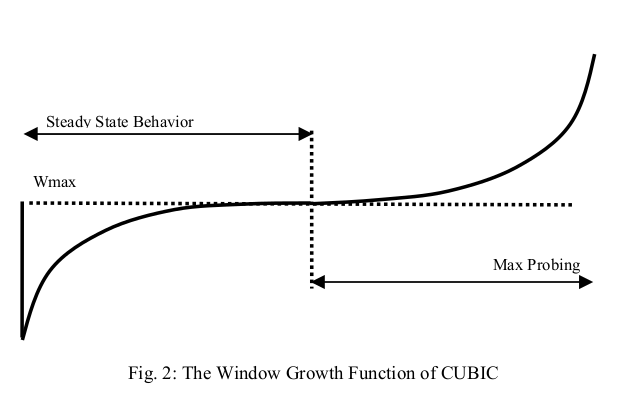 Steady State Behavior
Wmax
Max Probing
Fig. 2: The Window Growth Function of CUBIC